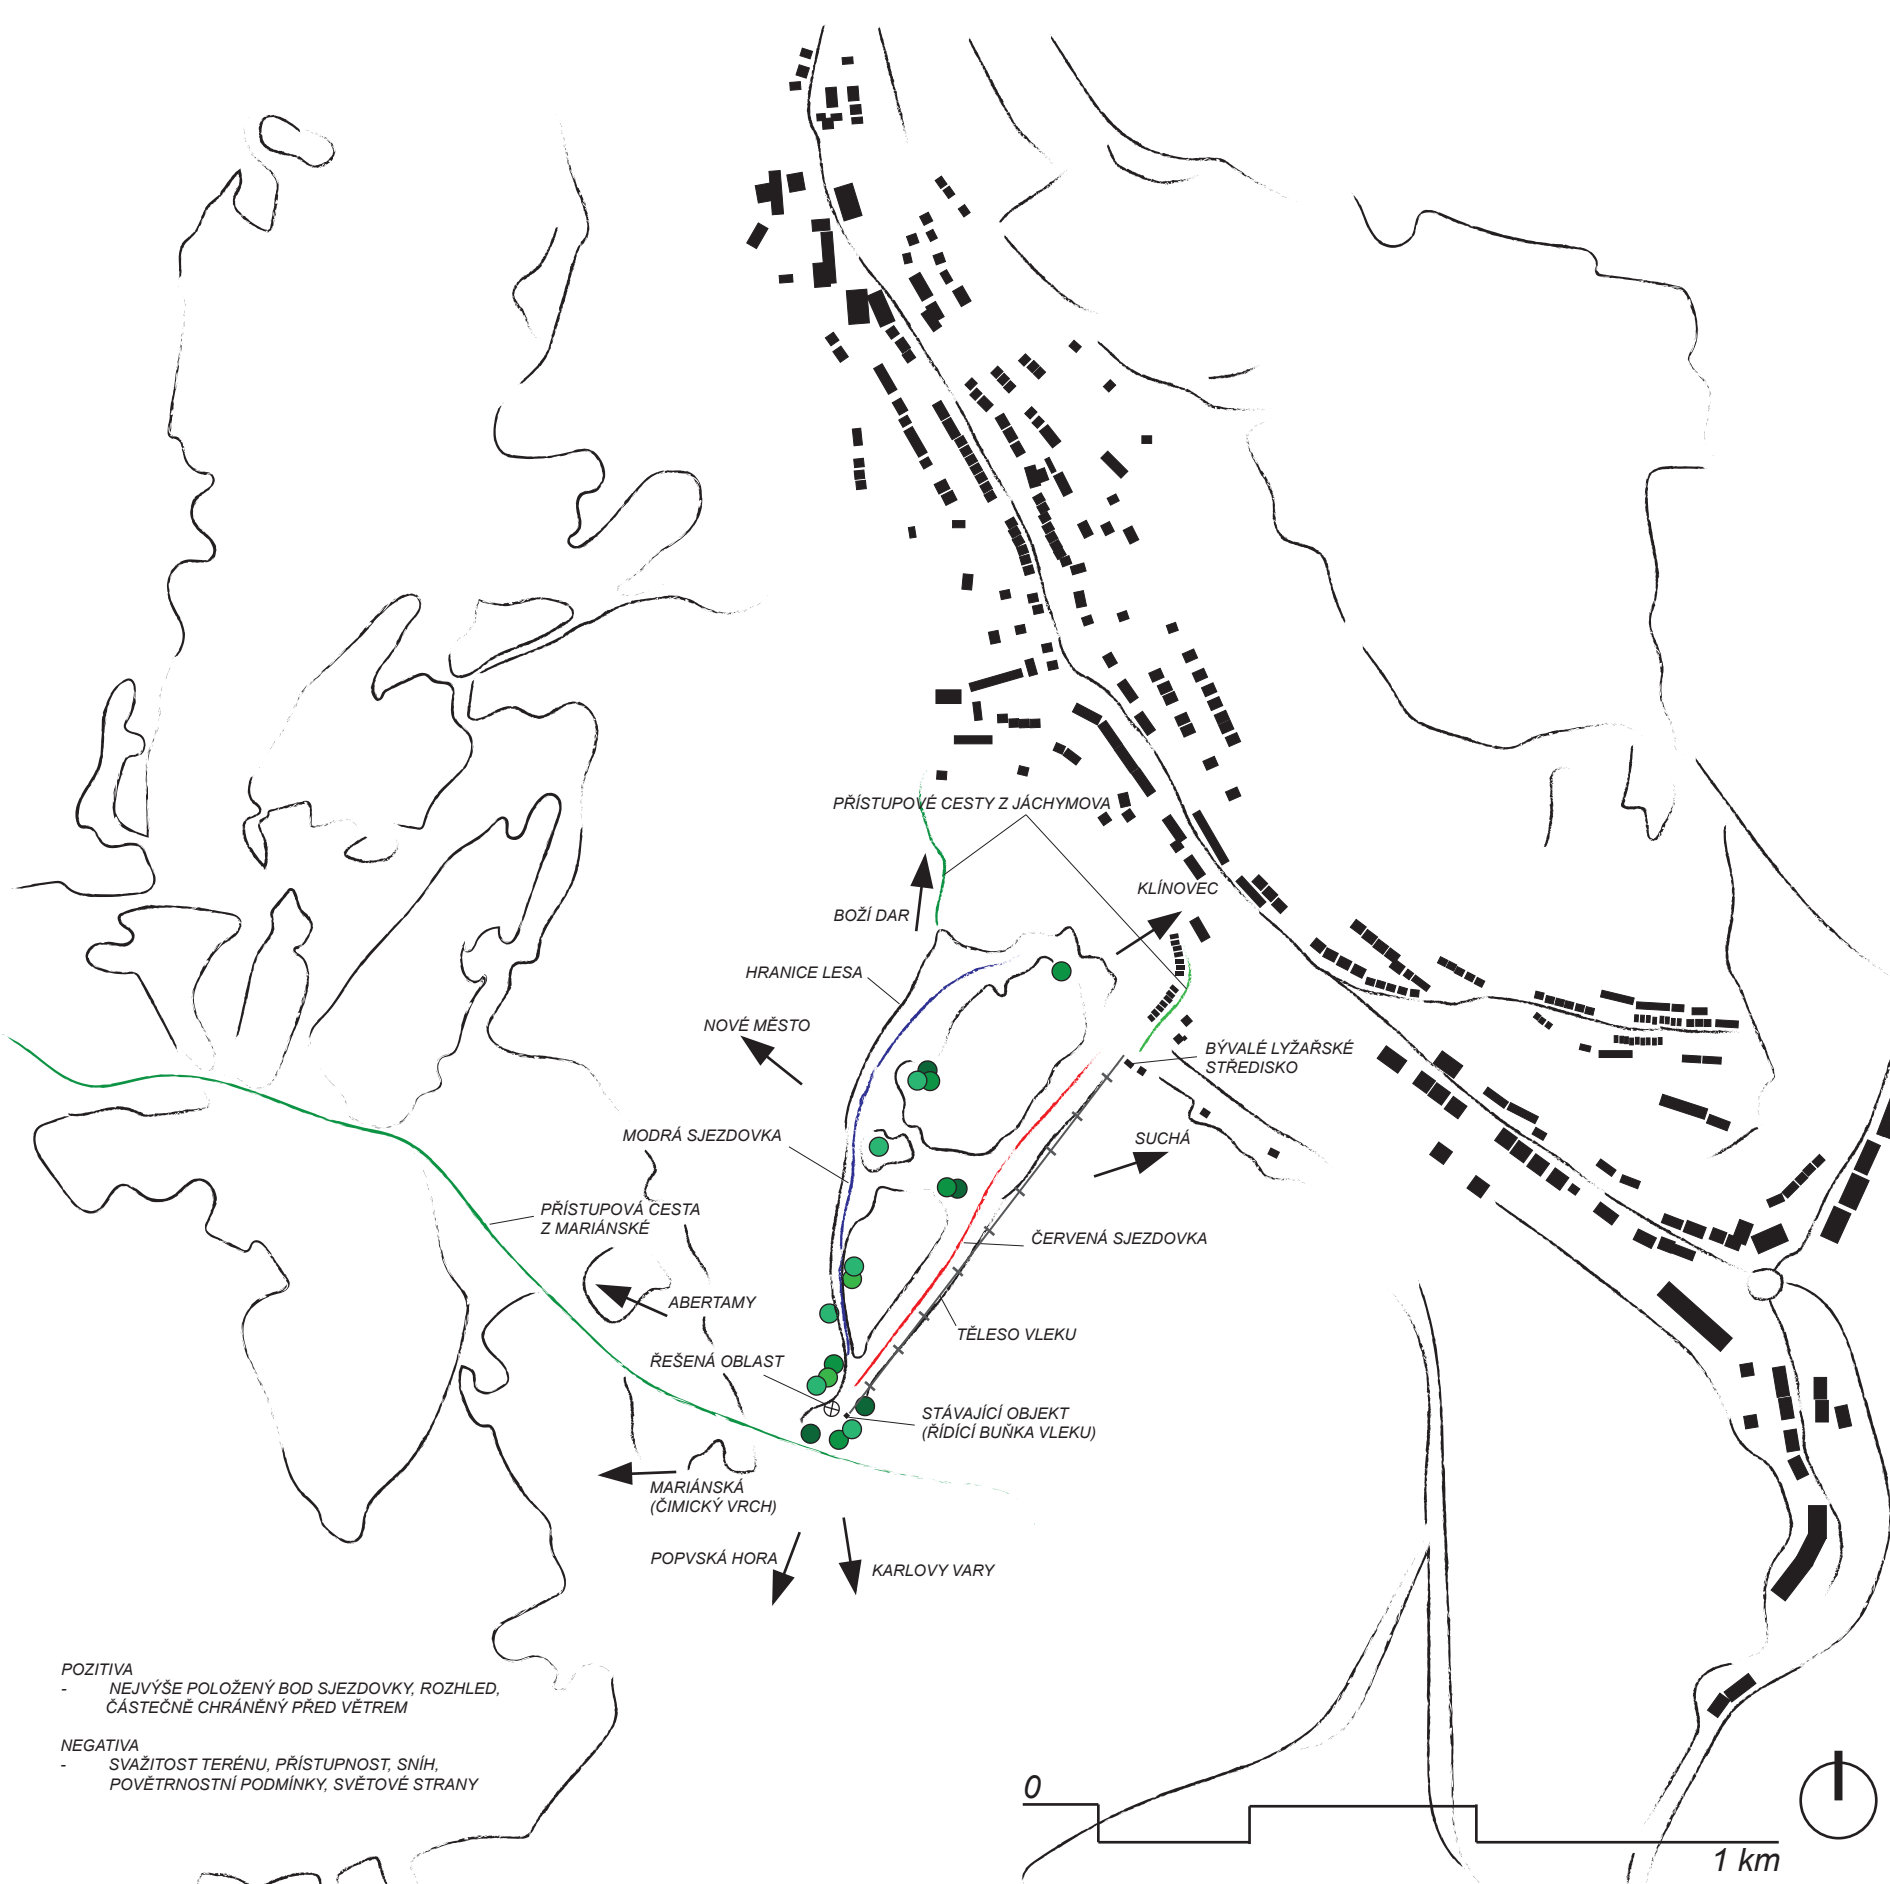 PŘÍSTUPOVÉ CESTY Z JÁCHYMOVA
KLÍNOVEC
BOŽÍ DAR
HRANICE LESA
NOVÉ MĚSTO
BÝVALÉ LYŽAŘSKÉ
STŘEDISKO
MODRÁ SJEZDOVKA
SUCHÁ
PŘÍSTUPOVÁ CESTA
Z MARIÁNSKÉ
ČERVENÁ SJEZDOVKA
ABERTAMY
TĚLESO VLEKU
ŘEŠENÁ OBLAST
STÁVAJÍCÍ OBJEKT
(ŘÍDÍCÍ BUŇKA VLEKU)
MARIÁNSKÁ
(ČIMICKÝ VRCH)
POPVSKÁ HORA
KARLOVY VARY
POZITIVA
- NEJVÝŠE POLOŽENÝ BOD SJEZDOVKY, ROZHLED,
ČÁSTEČNĚ CHRÁNĚNÝ PŘED VĚTREM
NEGATIVA
- SVAŽITOST TERÉNU, PŘÍSTUPNOST, SNÍH,
POVĚTRNOSTNÍ PODMÍNKY, SVĚTOVÉ STRANY
0
1 km